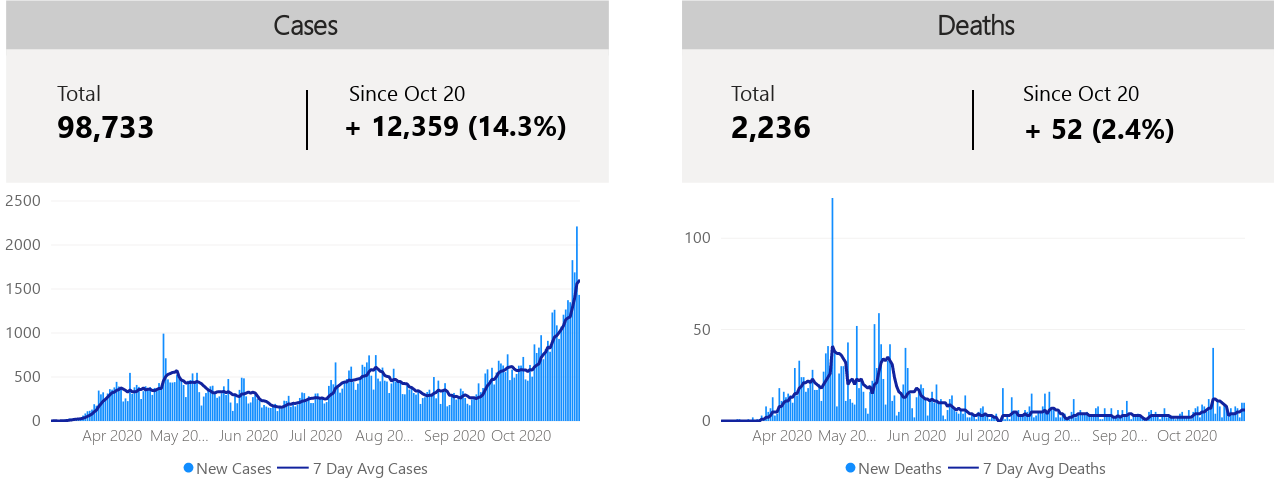 Cases
Total
Since Oct 20
98,733
+ 12,359 (14.3%)
2500
2000
1500
1000
500
0
Apr 2020 May 20... Jun 2020 Jul 2020 Aug 20... Sep 2020 Oct 2020
New Cases 7 Day Avg Cases
Deaths
Total
Since Oct 20
2,236
+ 52 (2.4%)
100
50
0
Apr 2020 May 20... Jun 2020 Jul 2020 Aug 20... Sep 20... Oct 2020
New Deaths 7 Day Avg Deaths